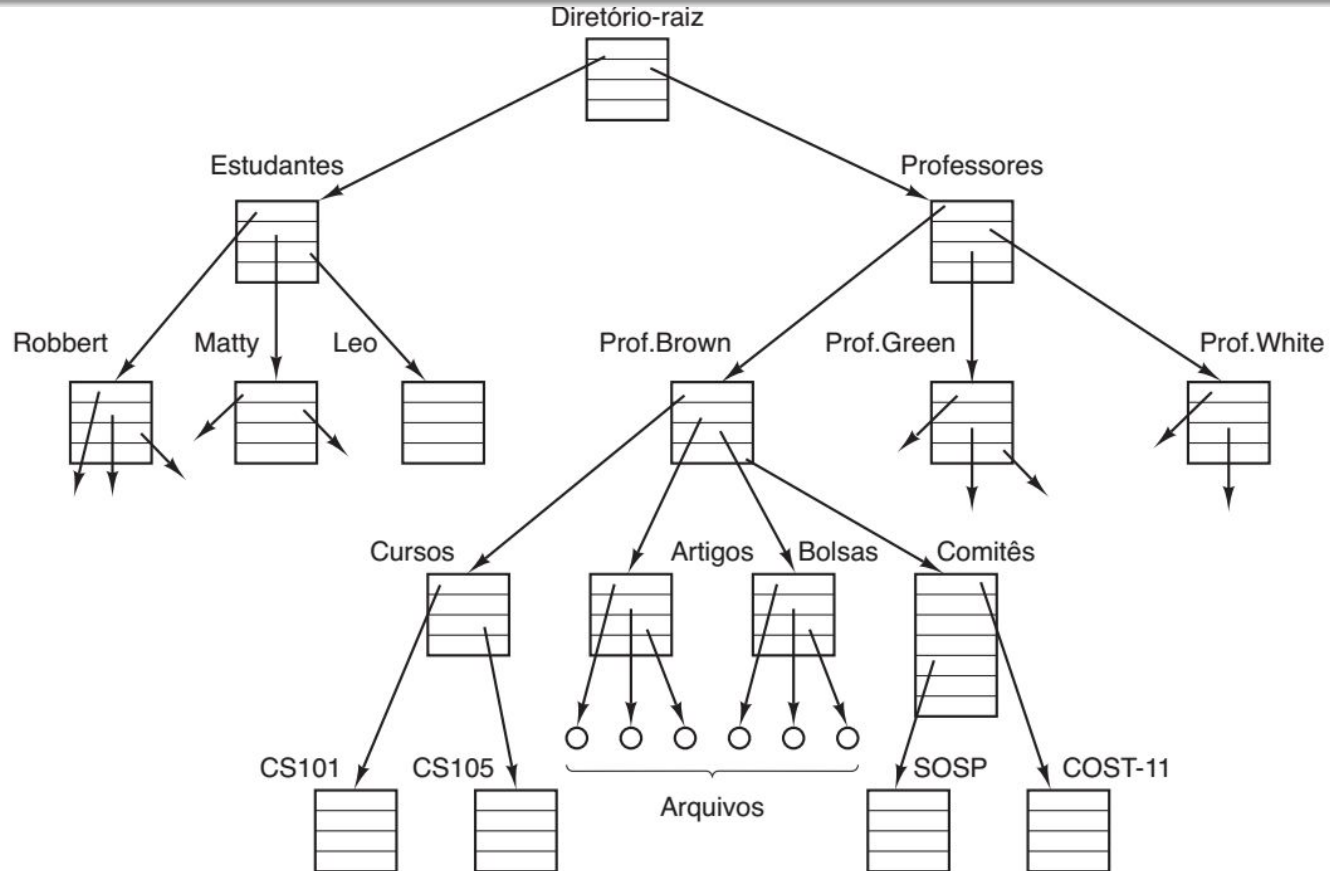 Diretório-raiz
Estudantes
Professores
Robbert
Matty
Leo
Prof.Brown
Prof.Green
Prof.White
Cursos
Artigos
Bolsas
Comitês
CS101
CS105
Arquivos
SOSP
COST-11